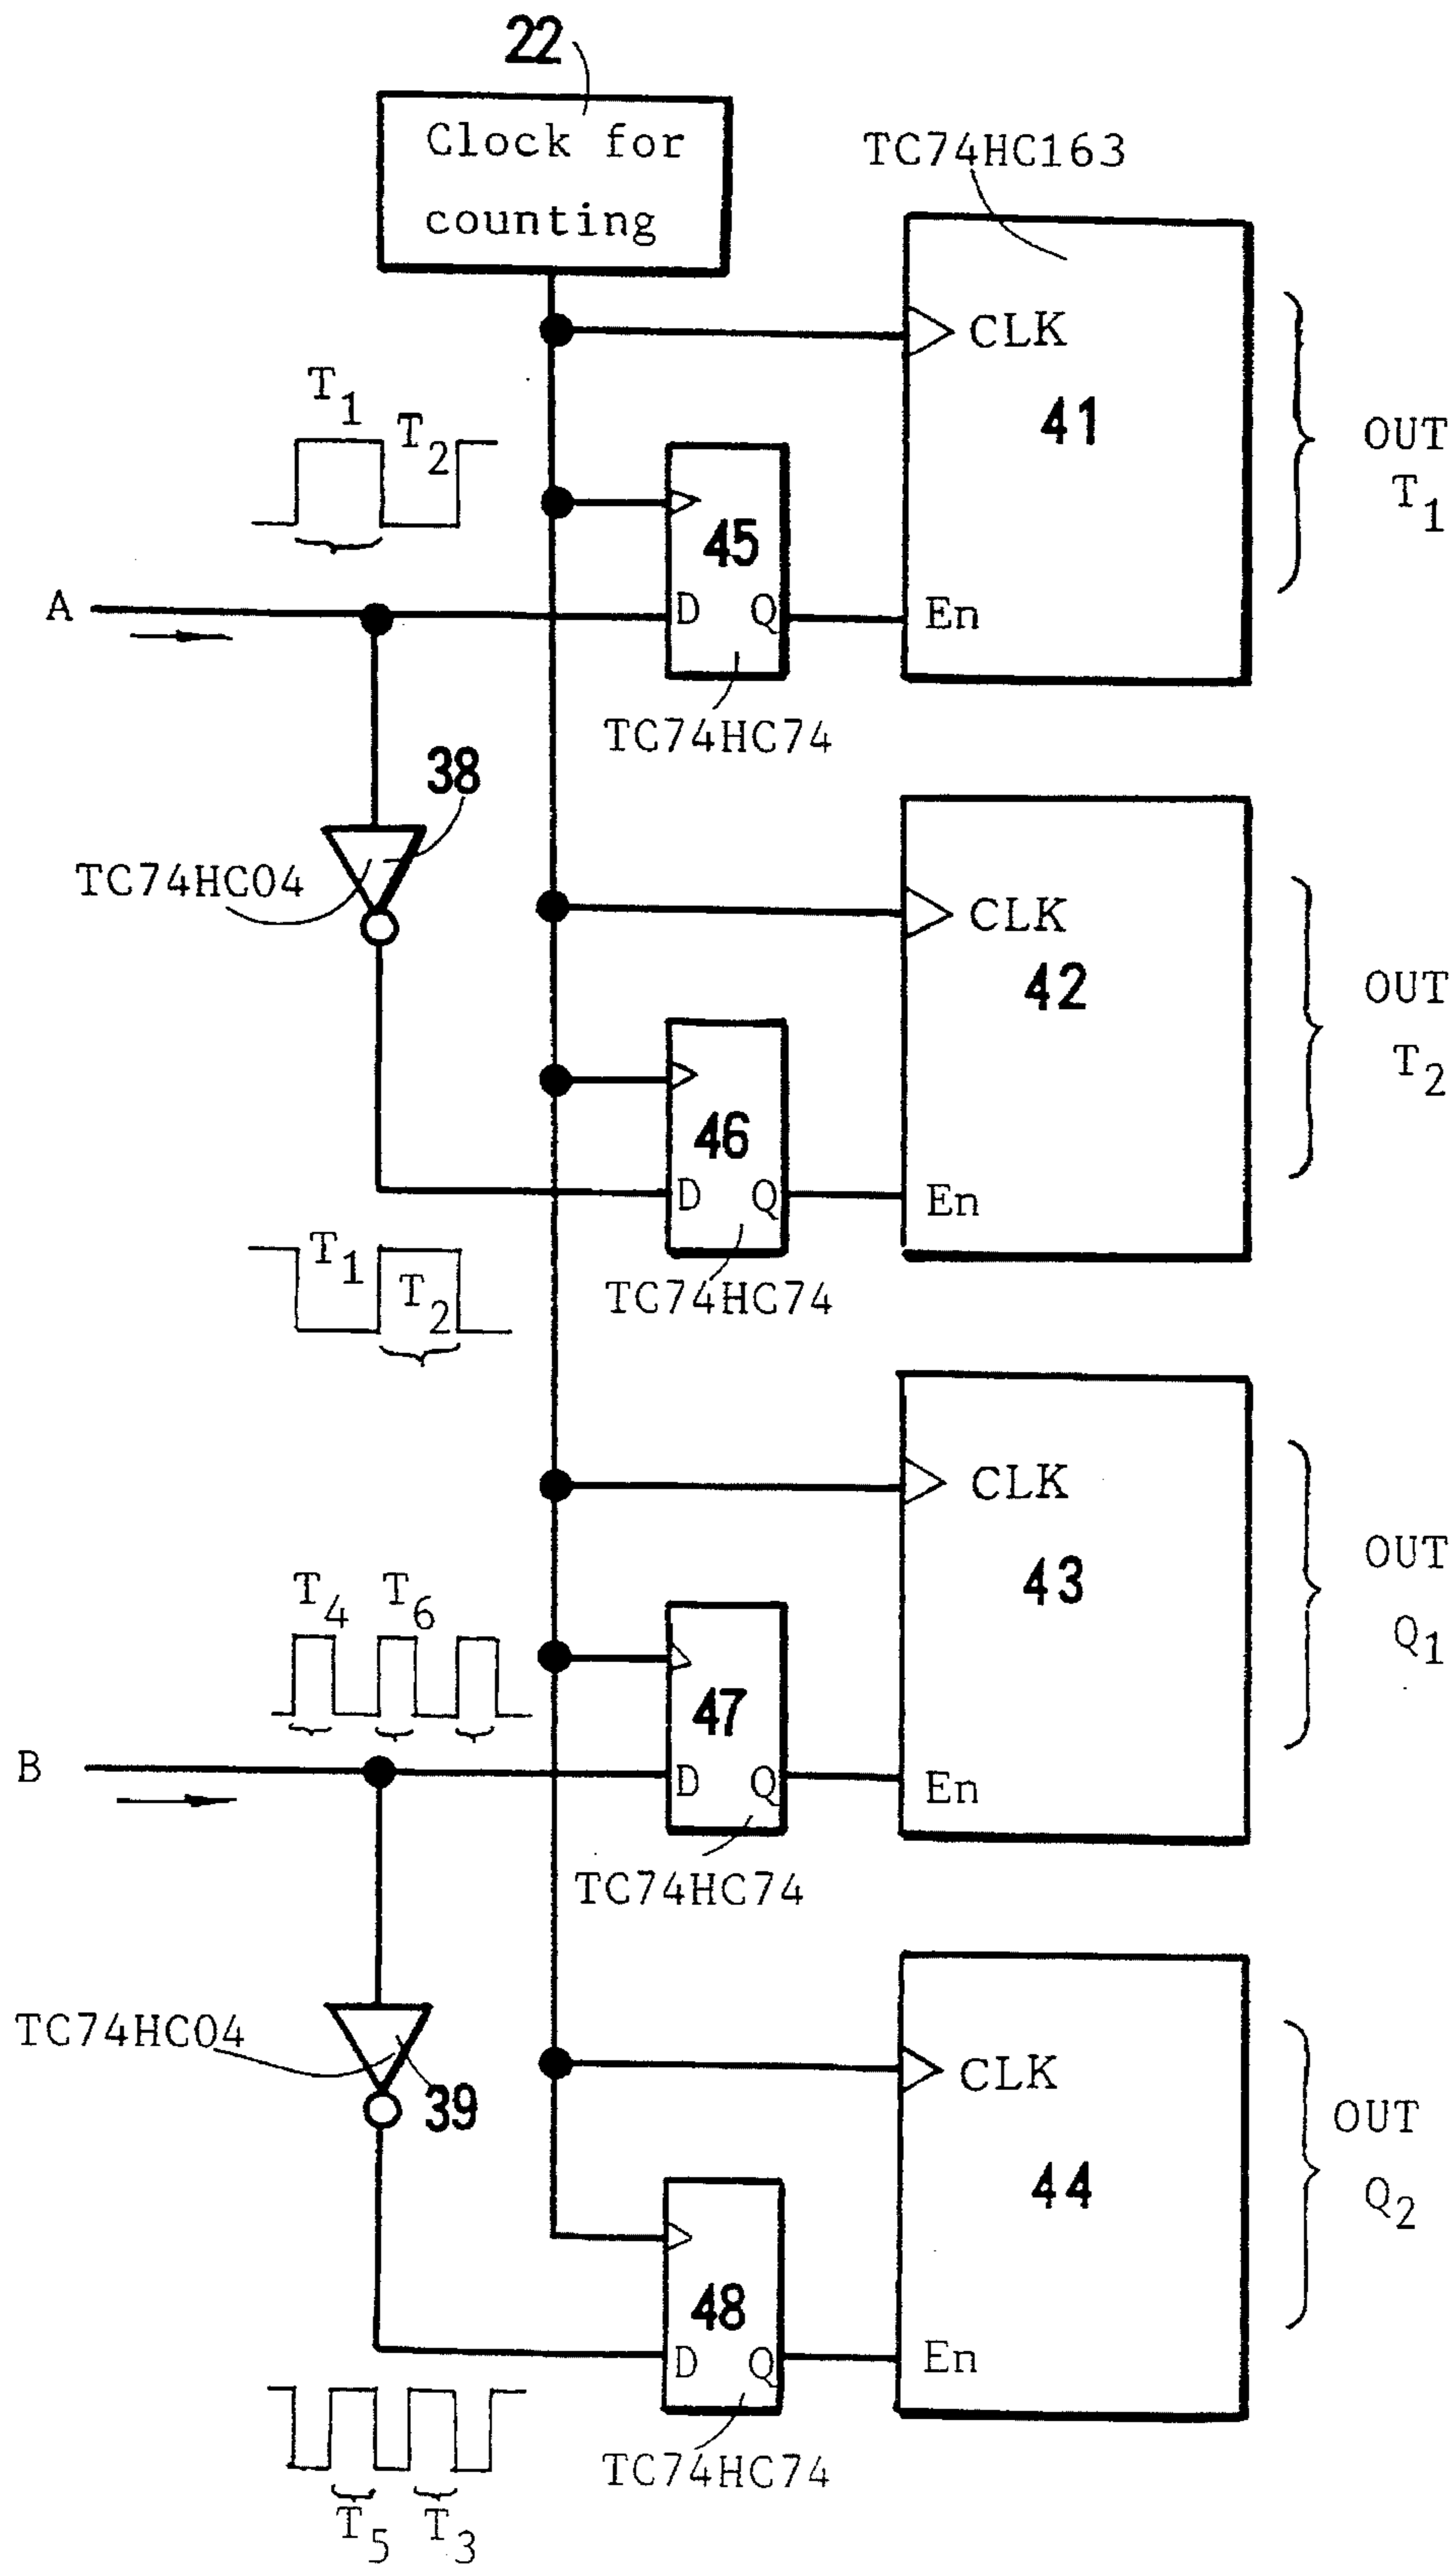 22
Clock for
counting
TC74HC163
CLK
41
OUT
T1
T1
T2
45
D Q
En
A
TC74HC74
38
TC74HC04
CLK
42
OUT
T2
46
D Q
En
T1
T2
TC74HC74
CLK
43
OUT
Q1
T4 T6
47
B
D Q
En
TC74HC74
TC74HC04
39
CLK
44
OUT
Q2
48
D Q
En
T5 T3
TC74HC74